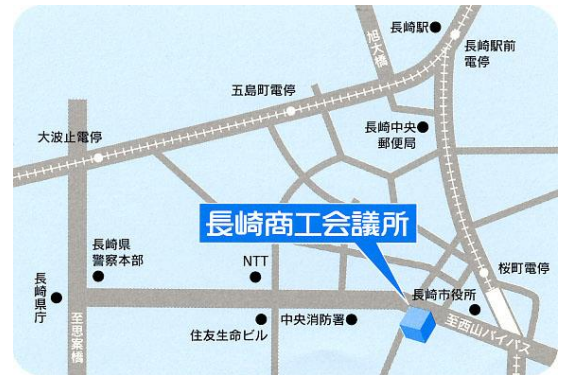 長崎駅
旭大橋
長崎駅前
電停
五島町電停
大波止電停
長崎中央
郵便局
長崎商工会議所
長崎県
警察本部
NTT
桜町電停
長崎県庁
長崎市役所
至思案橋
住友生命ビル
中央消防署
至西山バイパス